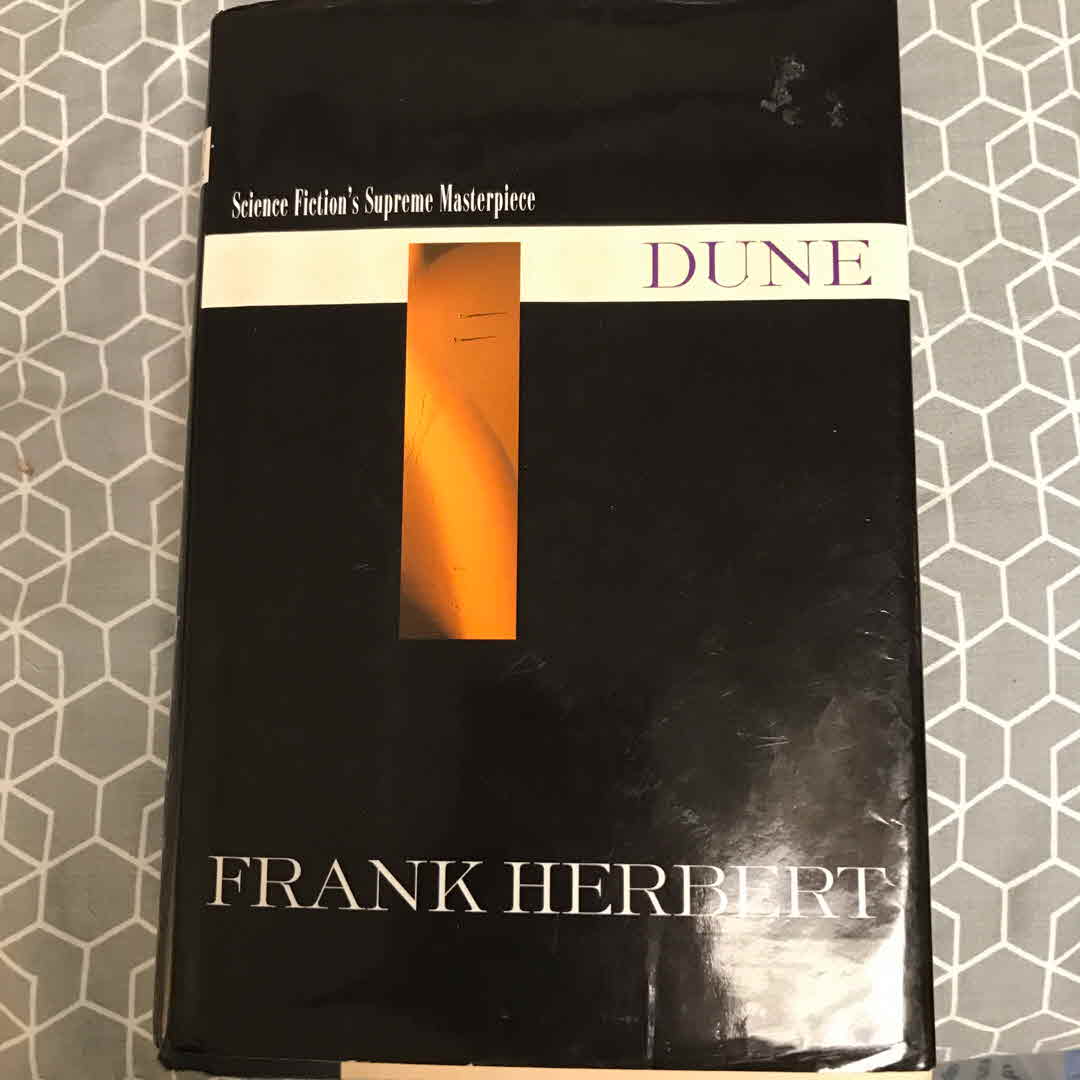 Science Fiction's Supreme Masterpiece
DUNE
FRANK HERBERT